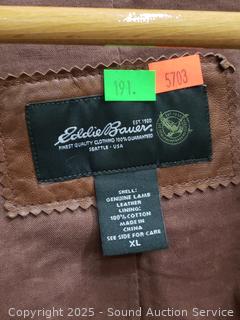 191.
5703
EST. 1920
Eddie Bauer
FINEST QUALITY CLOTHING 100% GUARANTEED
SEATTLE · USA
SHELL:
GENUINE LAMB
LEATHER
LINING:
100% COTTON
MADE IN
CHINA
SEE SIDE FOR CARE
XL
Copyright 2025 - Sound Auction Service